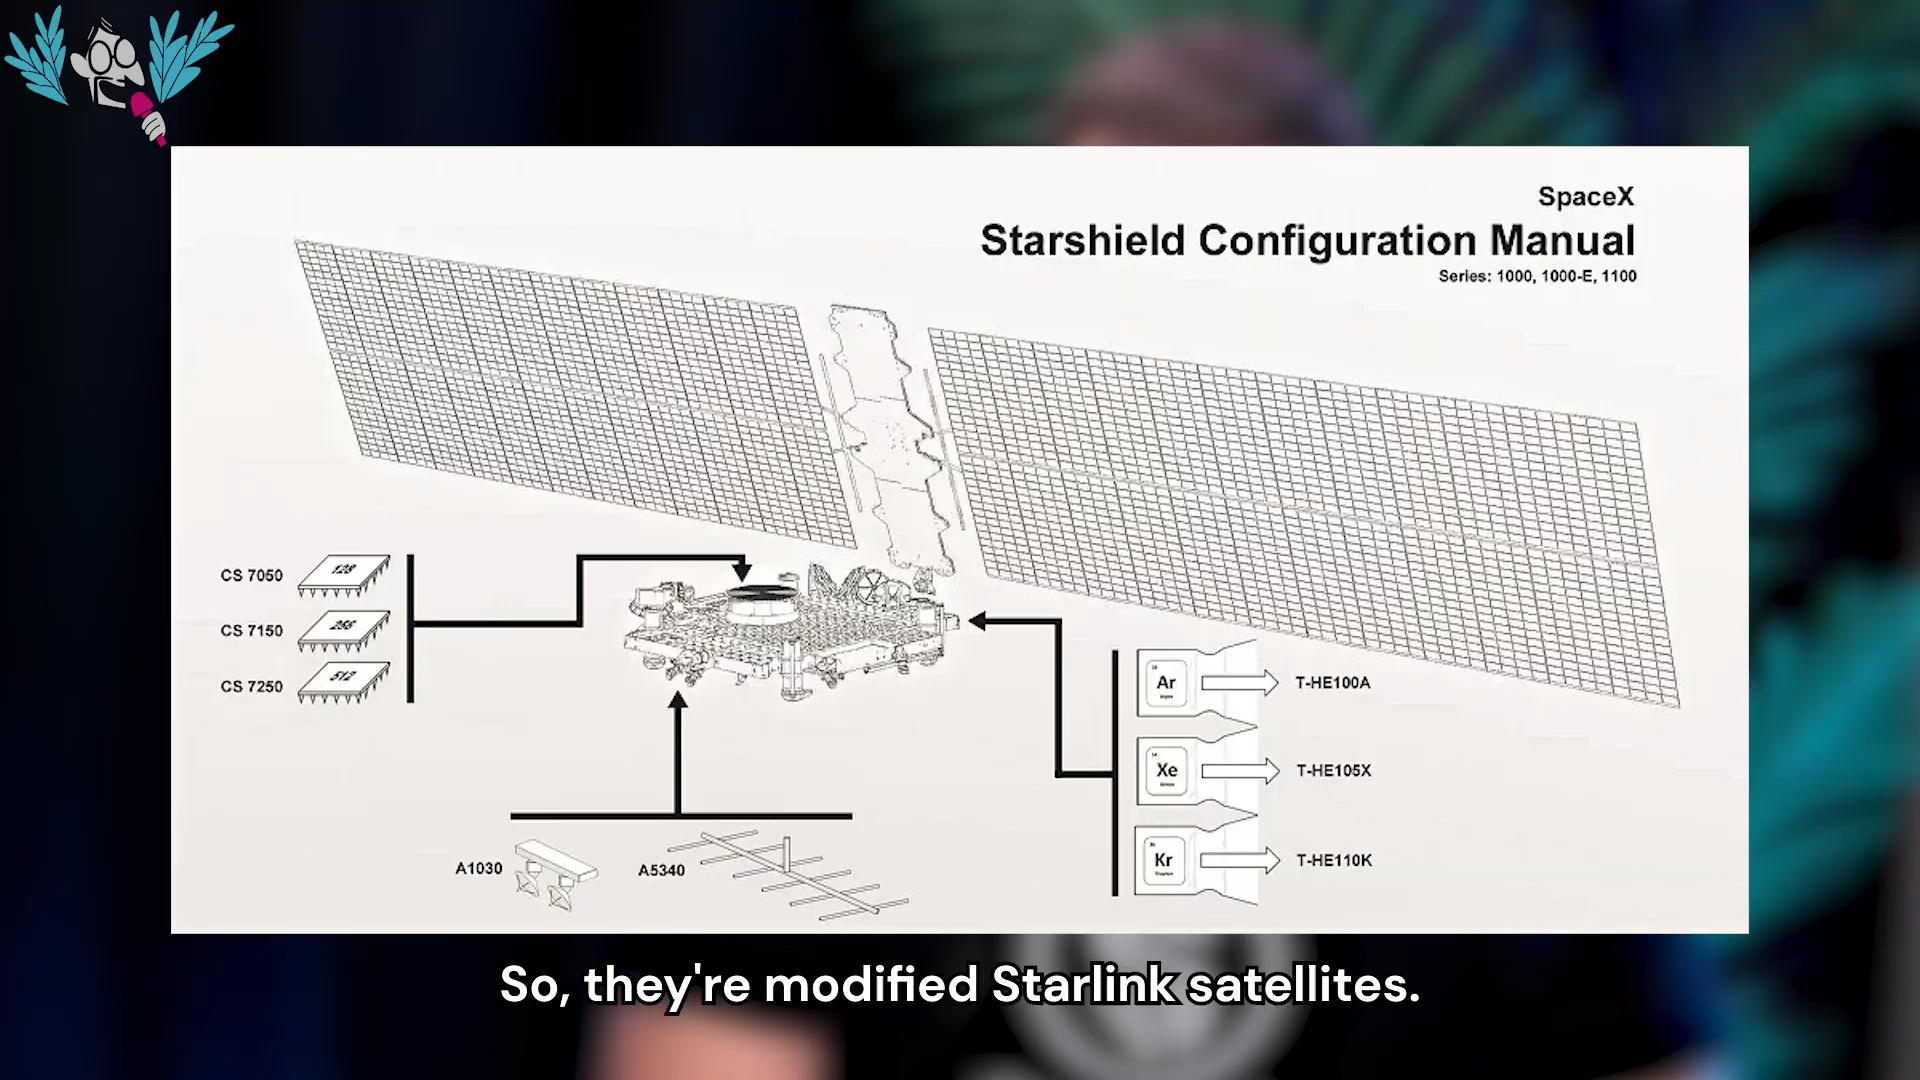 SpaceX
Starshield Configuration Manual
Series: 1000, 1000-E, 1100
CS 7050
128
CS 7150
256
CS 7250
512
A1030
A5340
Ar
T-HE100A
Xe
T-HE105X
Kr
T-HE110K
So, they're modified Starlink satellites.